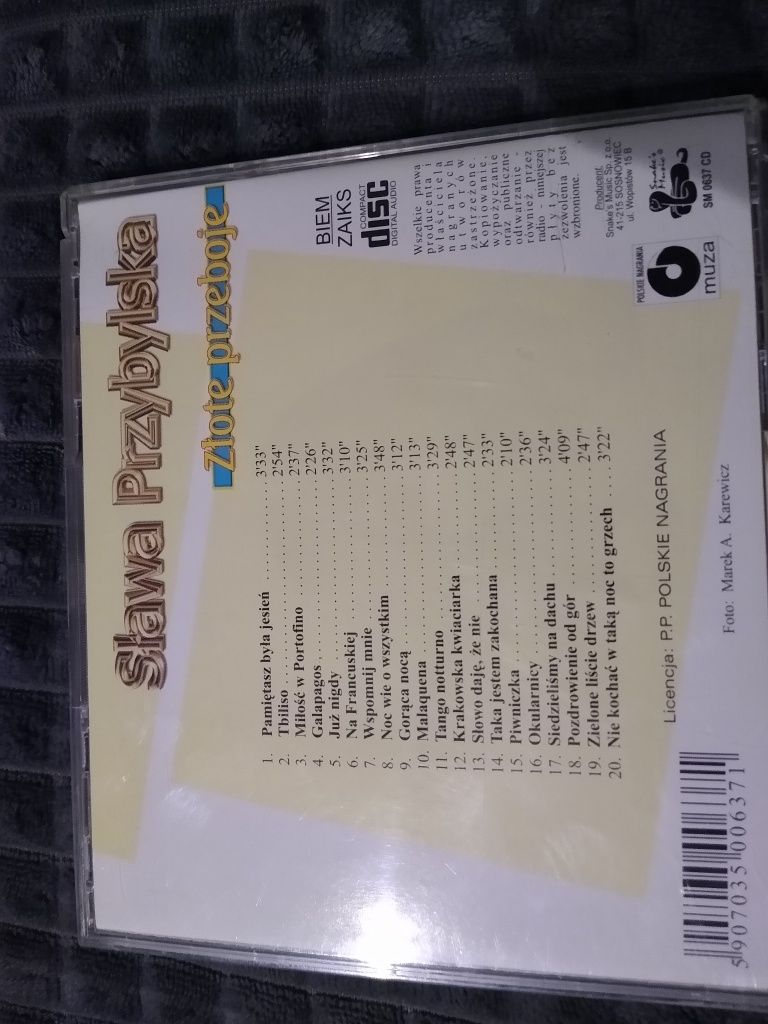 Sława Przybylska
Złote przeboje
1. Pamiętasz była jesień . . . . . . . . . . 3'33"
2. Tbiliso . . . . . . . . . . 2'54"
3. Miłość w Portofino . . . . . . . . . . 2'37"
4. Galapagos . . . . . . . . . . 2'26"
5. Już nigdy . . . . . . . . . . 3'32"
6. Na Francuskiej . . . . . . . . . . 3'10"
7. Wspomnij mnie . . . . . . . . . . 3'25"
8. Noc wie o wszystkim . . . . . . . . . . 3'48"
9. Gorąca nocą . . . . . . . . . . 3'12"
10. Malaquena . . . . . . . . . . 3'13"
11. Tango notturno . . . . . . . . . . 3'29"
12. Krakowska kwiaciarka . . . . . . . . . . 2'48"
13. Słowo daję, że nie . . . . . . . . . . 2'47"
14. Taka jestem zakochana . . . . . . . . . . 2'33"
15. Piwniczka . . . . . . . . . . 2'10"
16. Okularnicy . . . . . . . . . . 2'36"
17. Siedzieliśmy na dachu . . . . . . . . . . 3'24"
18. Pozdrowienie od gór . . . . . . . . . . 4'09"
19. Zielone liście drzew . . . . . . . . . . 2'47"
20. Nie kochać w taką noc to grzech . . . . 3'22"
BIEM
ZAIKS
COMPACT
disc
DIGITAL AUDIO
Wszelkie prawa
producenta i
właściciela
nagranych
utworów
zastrzeżone.
Kopiowanie,
wypożyczanie
oraz publiczne
odtwarzanie -
również przez
radio - niniejszej
płyty bez
zezwolenia jest
wzbronione.
Producent
Snake's Music Sp. z o.o.
41-215 SOSNOWIEC
ul. Wopistów 15 B
POLSKIE NAGRANIA
muza
Snake's
Music
SM 0637 CD
Licencja: P.P. POLSKIE NAGRANIA
Foto: Marek A. Karewicz
5 907035 006371